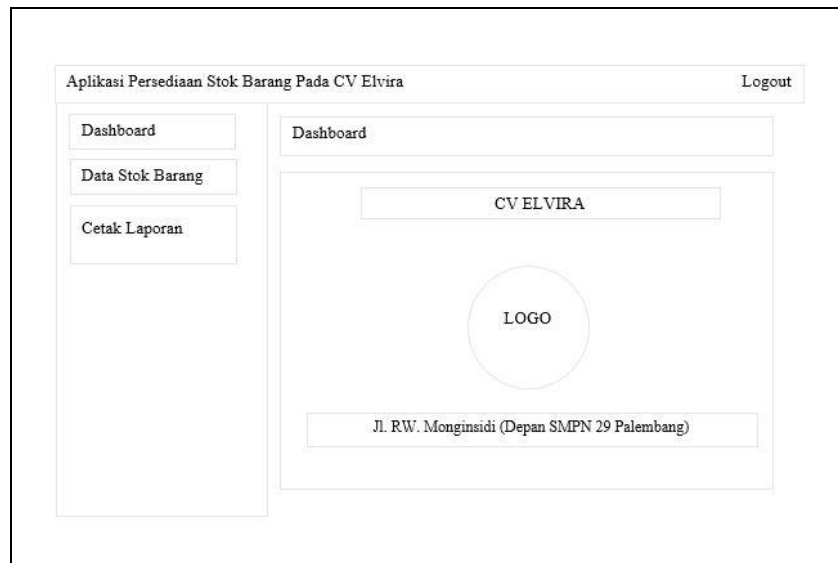 Aplikasi Persediaan Stok Barang Pada CV Elvira
Logout
Dashboard
Data Stok Barang
Cetak Laporan
Dashboard
CV ELVIRA
LOGO
Jl. RW. Monginsidi (Depan SMPN 29 Palembang)